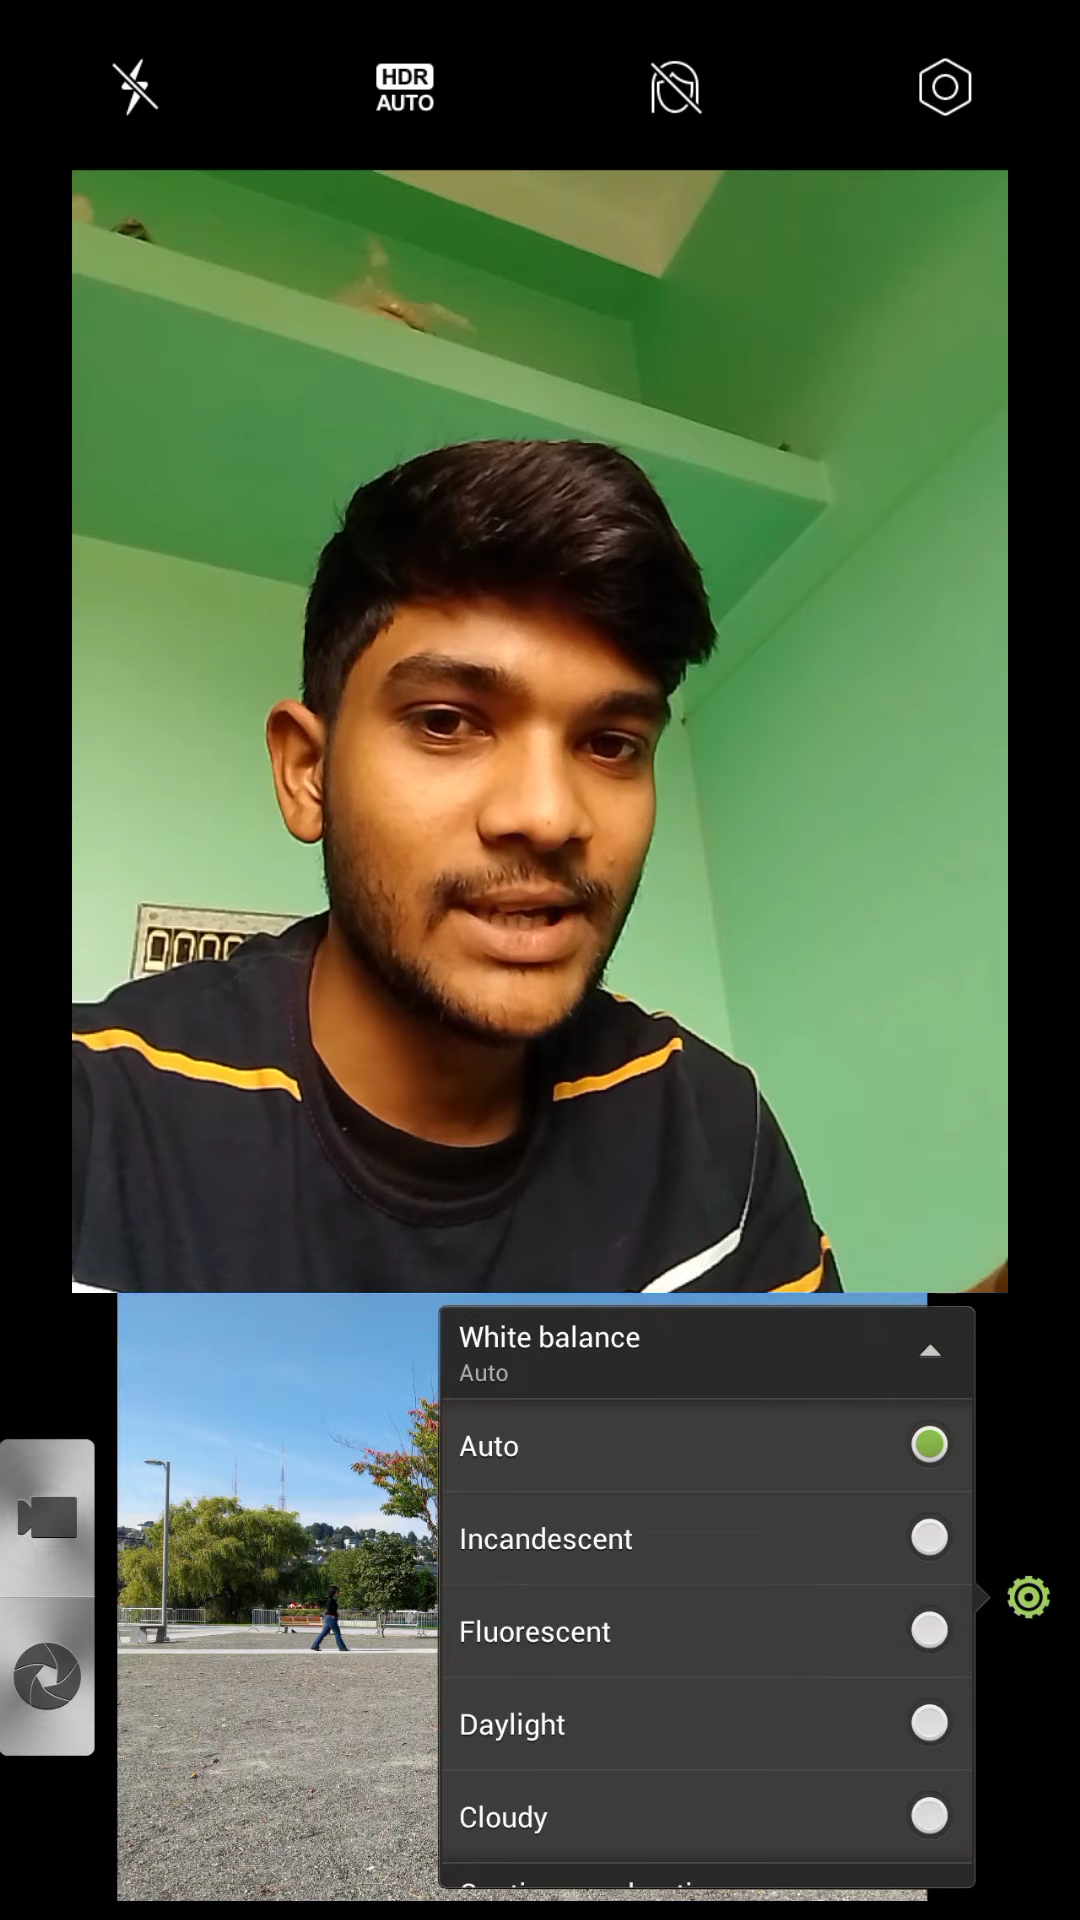 HDR
AUTO
White balance
Auto
Auto
Incandescent
Fluorescent
Daylight
Cloudy